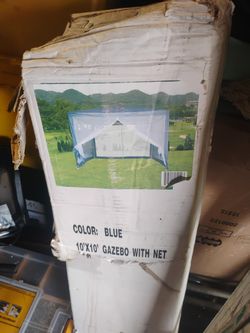 COLOR: BLUE
10'X10' GAZEBO WITH NET